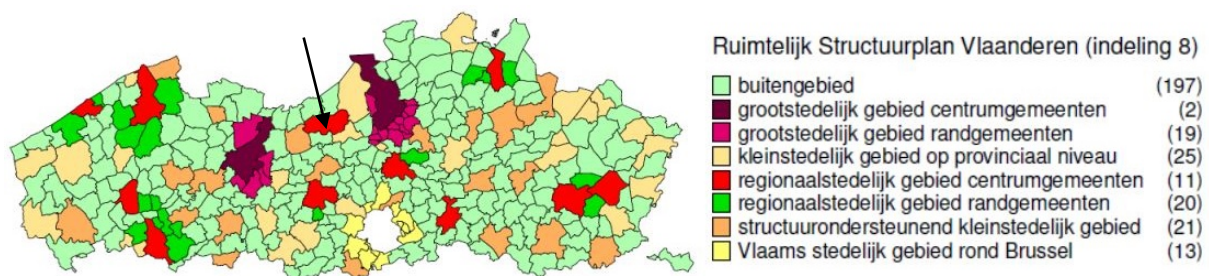 Ruimtelijk Structuurplan Vlaanderen (indeling 8)
buitengebied (197)
grootstedelijk gebied centrumgemeenten (2)
grootstedelijk gebied randgemeenten (19)
kleinstedelijk gebied op provinciaal niveau (25)
regionaalstedelijk gebied centrumgemeenten (11)
regionaalstedelijk gebied randgemeenten (20)
structuurondersteunend kleinstedelijk gebied (21)
Vlaams stedelijk gebied rond Brussel (13)